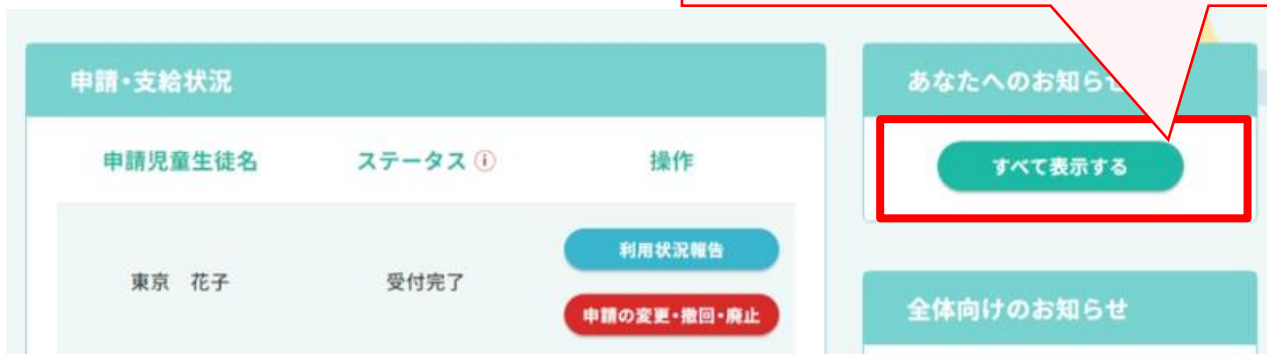 申請・支給状況
申請児童生徒名 ステータス ⓘ 操作
東京　花子 受付完了
利用状況報告
申請の変更・撤回・廃止
あなたへのお知らせ
すべて表示する
全体向けのお知らせ